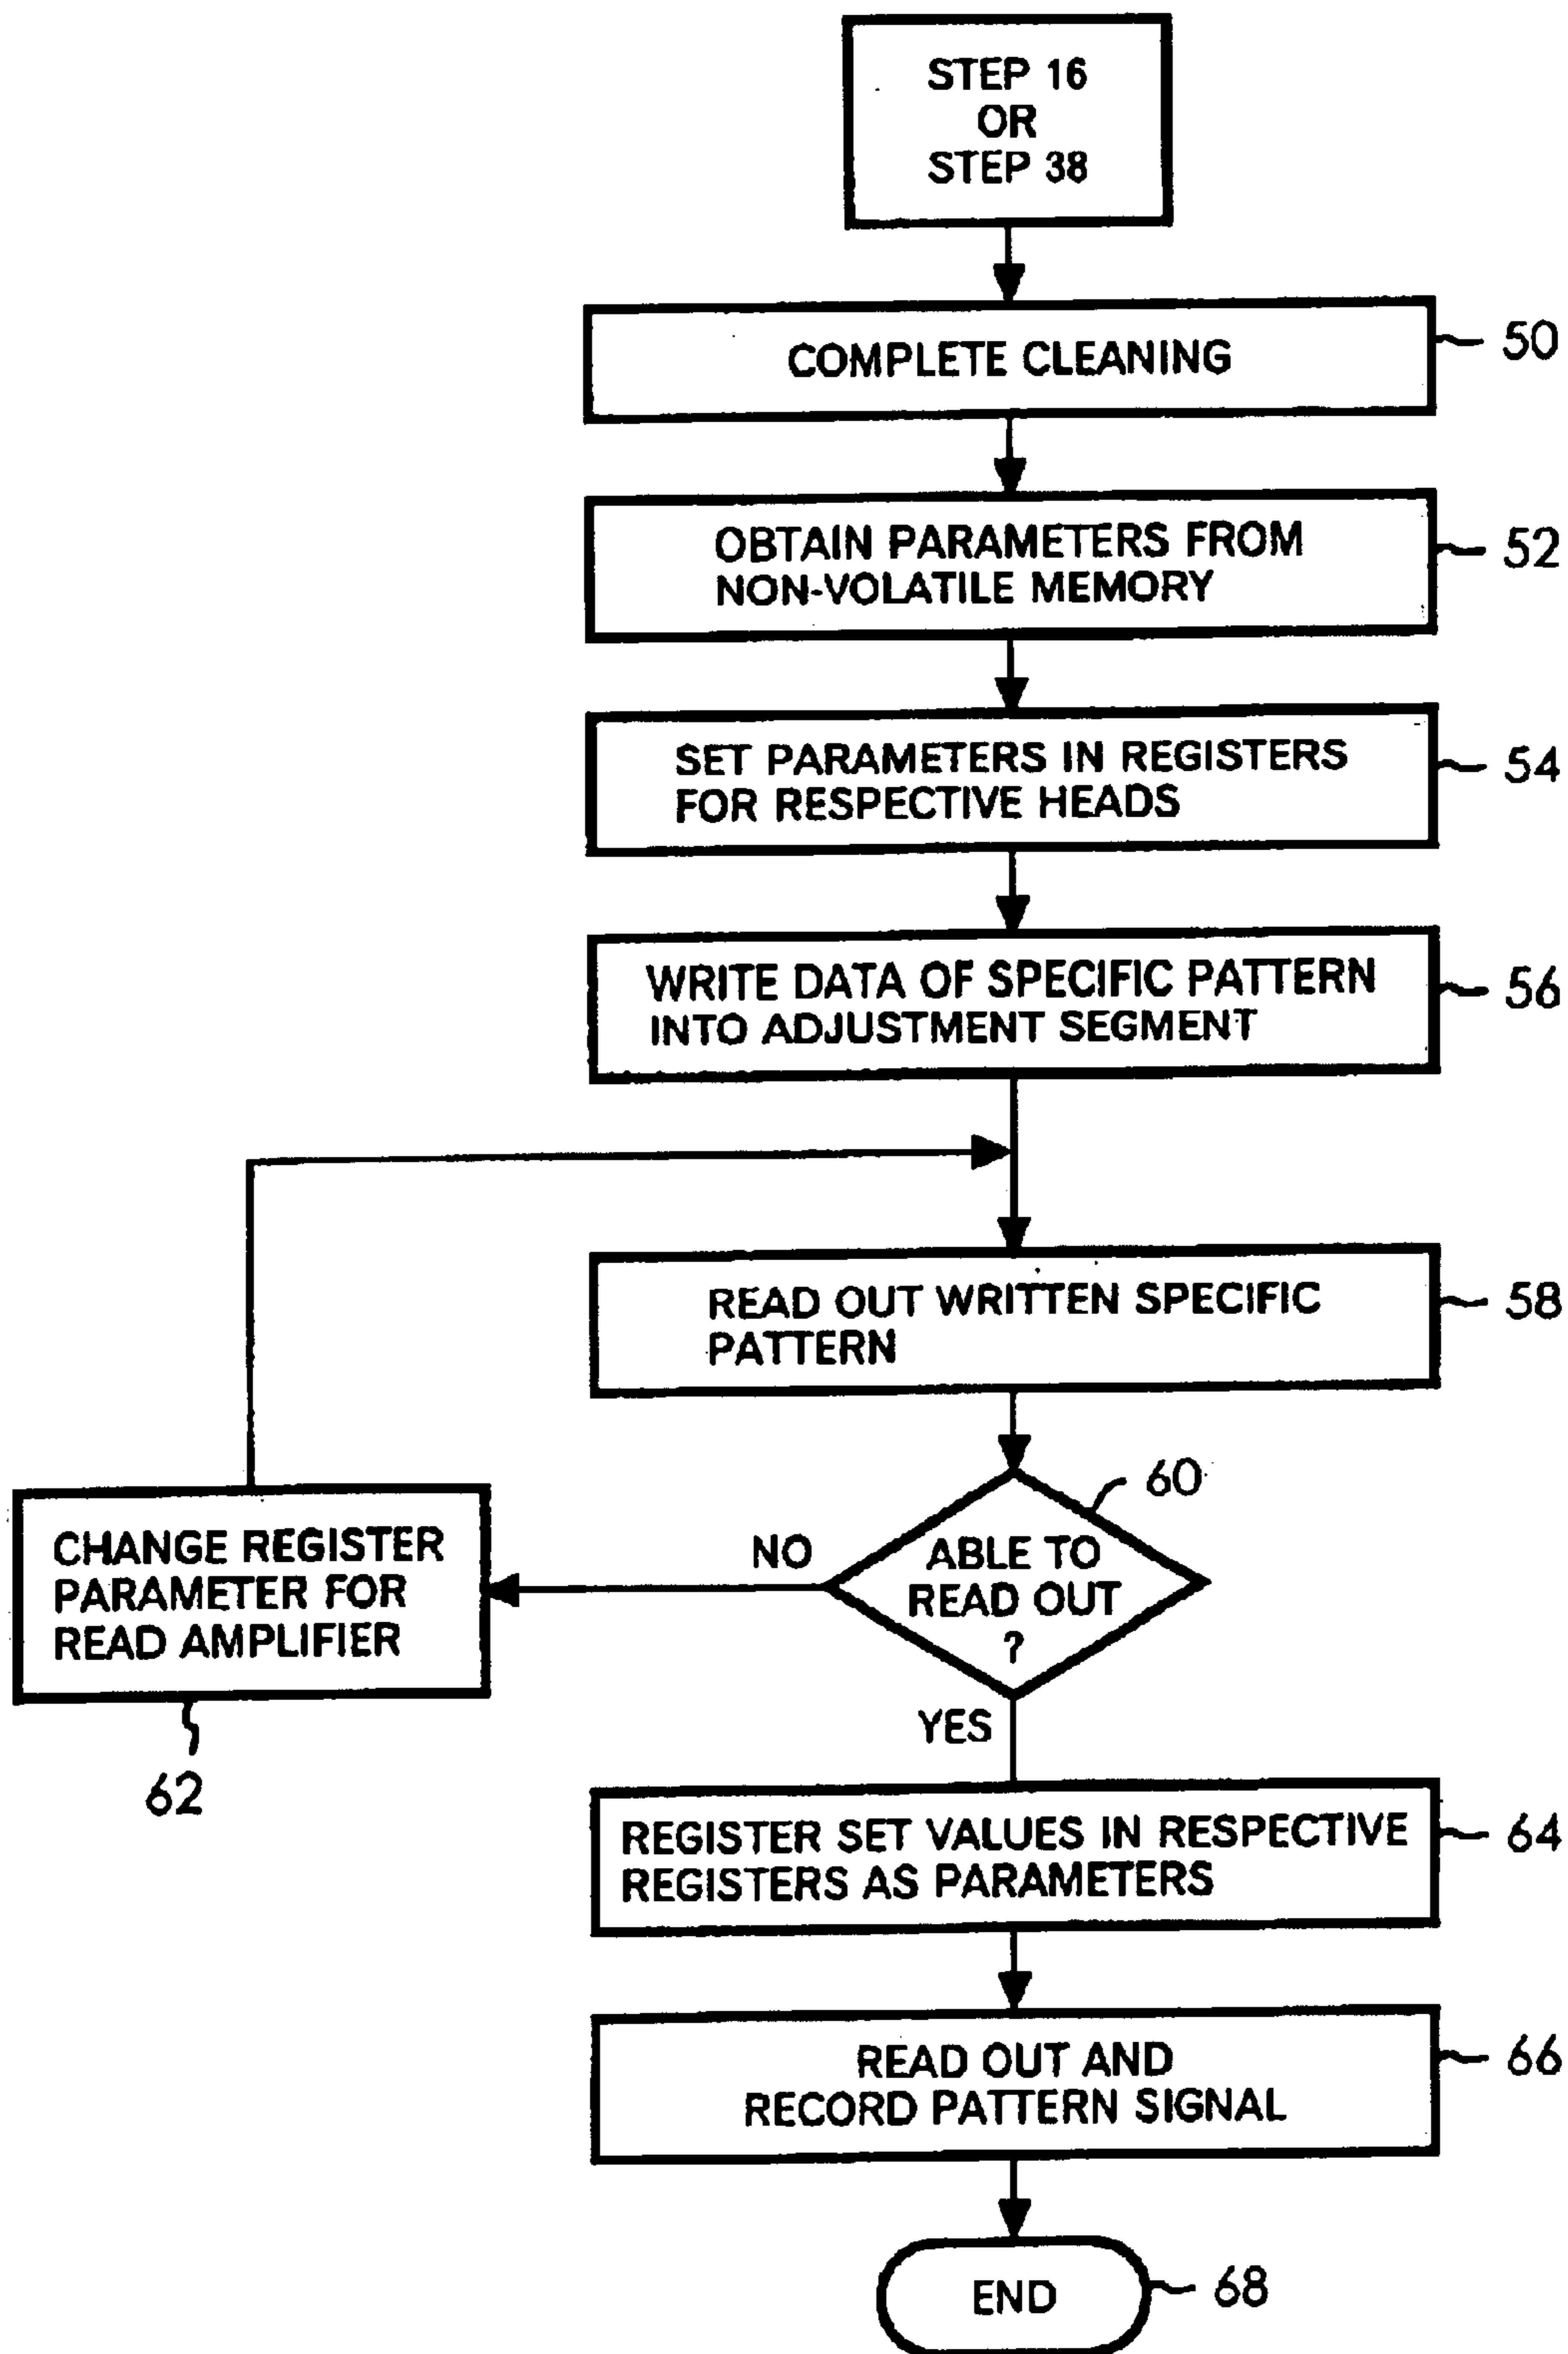 STEP 16
OR
STEP 38
COMPLETE CLEANING
50
OBTAIN PARAMETERS FROM
NON-VOLATILE MEMORY
52
SET PARAMETERS IN REGISTERS
FOR RESPECTIVE HEADS
54
WRITE DATA OF SPECIFIC PATTERN
INTO ADJUSTMENT SEGMENT
56
READ OUT WRITTEN SPECIFIC
PATTERN
58
60
ABLE TO
READ OUT
?
NO
CHANGE REGISTER
PARAMETER FOR
READ AMPLIFIER
62
YES
REGISTER SET VALUES IN RESPECTIVE
REGISTERS AS PARAMETERS
64
READ OUT AND
RECORD PATTERN SIGNAL
66
END
68